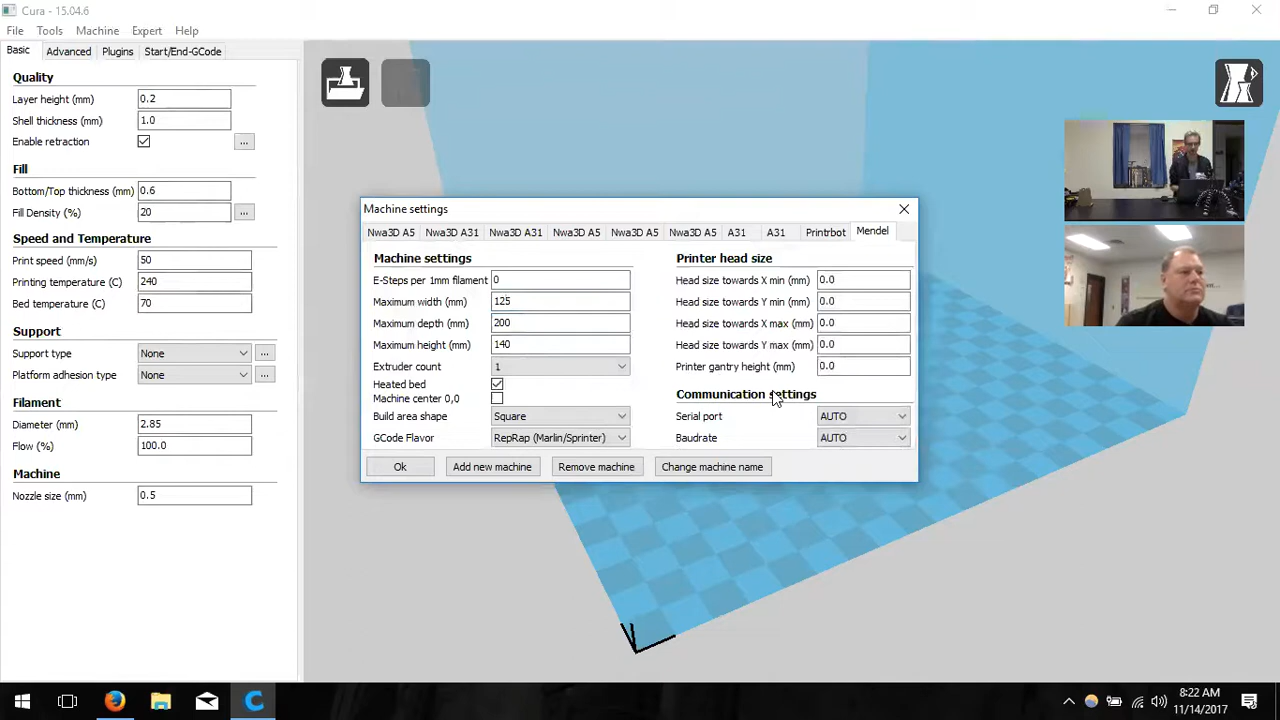 Cura - 15.04.6
File Tools Machine Expert Help
Basic Advanced Plugins Start/End-GCode
Quality
Layer height (mm) 0.2
Shell thickness (mm) 1.0
Enable retraction ...
Fill
Bottom/Top thickness (mm) 0.6
Fill Density (%) 20 ...
Speed and Temperature
Print speed (mm/s) 50
Printing temperature (C) 240
Bed temperature (C) 70
Support
Support type None ...
Platform adhesion type None ...
Filament
Diameter (mm) 2.85
Flow (%) 100.0
Machine
Nozzle size (mm) 0.5
Machine settings
Nwa3D A5 Nwa3D A31 Nwa3D A31 Nwa3D A5 Nwa3D A5 Nwa3D A5 A31 A31 Printrbot Mendel
Machine settings
E-Steps per 1mm filament 0
Maximum width (mm) 125
Maximum depth (mm) 200
Maximum height (mm) 140
Extruder count 1
Heated bed
Machine center 0,0
Build area shape Square
GCode Flavor RepRap (Marlin/Sprinter)
Printer head size
Head size towards X min (mm) 0.0
Head size towards Y min (mm) 0.0
Head size towards X max (mm) 0.0
Head size towards Y max (mm) 0.0
Printer gantry height (mm) 0.0
Communication settings
Serial port AUTO
Baudrate AUTO
Ok Add new machine Remove machine Change machine name
8:22 AM
11/14/2017